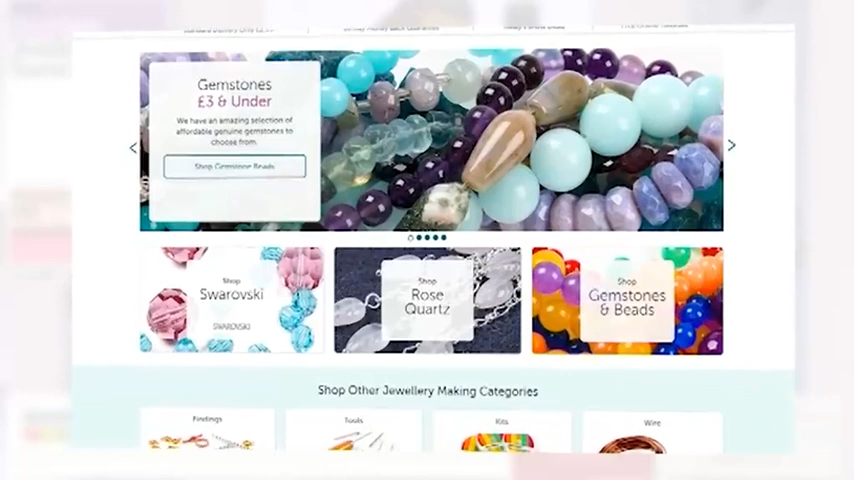 Gemstones
£3 & Under
We have an amazing selection of
affordable genuine gemstones to
choose from.
Shop Gemstone Beads
Shop
Swarovski
SWAROVSKI
Shop
Rose
Quartz
Shop
Gemstones
& Beads
Shop Other Jewellery Making Categories
Findings
Tools
Kits
Wire